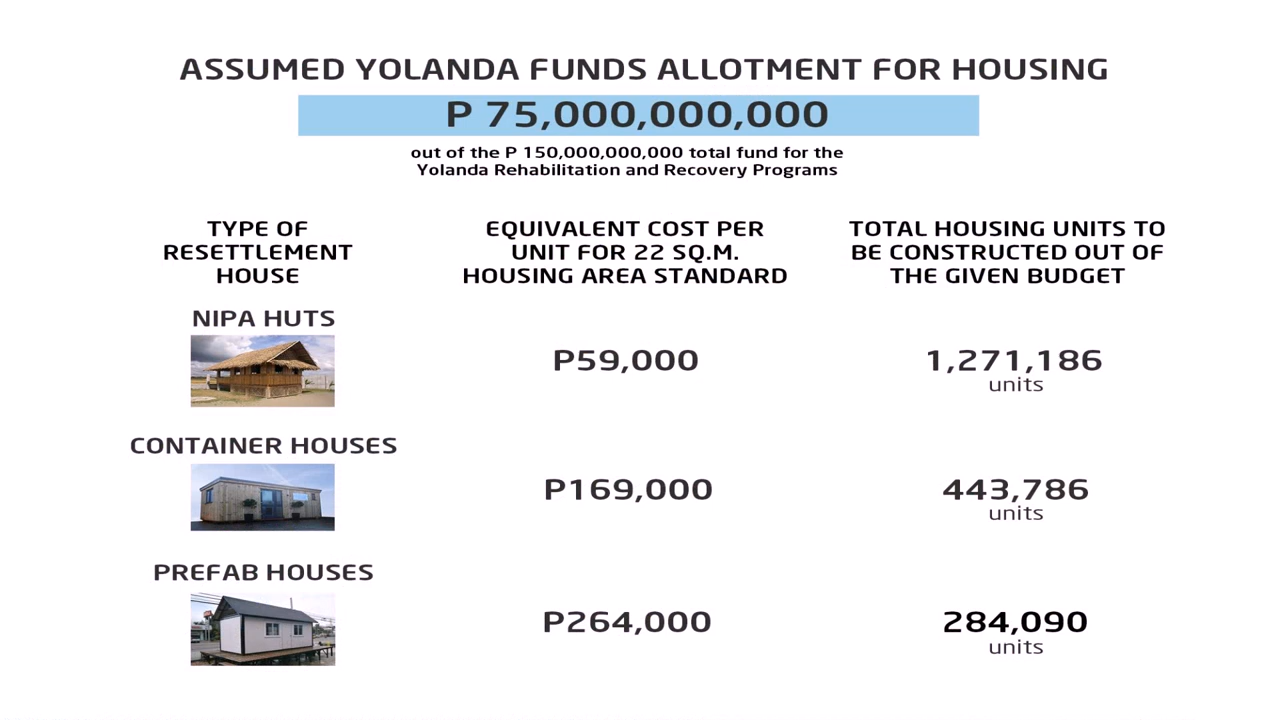 ASSUMED YOLANDA FUNDS ALLOTMENT FOR HOUSING
P 75,000,000,000
out of the P 150,000,000,000 total fund for the
Yolanda Rehabilitation and Recovery Programs
TYPE OF
RESETTLEMENT
HOUSE
EQUIVALENT COST PER
UNIT FOR 22 SQ.M.
HOUSING AREA STANDARD
TOTAL HOUSING UNITS TO
BE CONSTRUCTED OUT OF
THE GIVEN BUDGET
NIPA HUTS
P59,000
1,271,186
units
CONTAINER HOUSES
P169,000
443,786
units
PREFAB HOUSES
P264,000
284,090
units